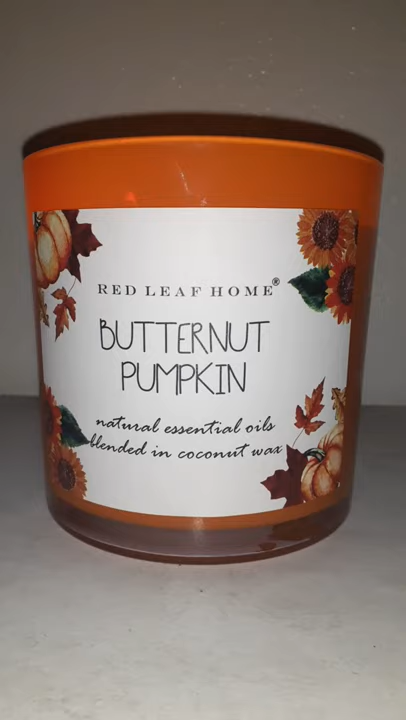 RED LEAF HOME®
BUTTERNUT
PUMPKIN
natural essential oils
blended in coconut wax